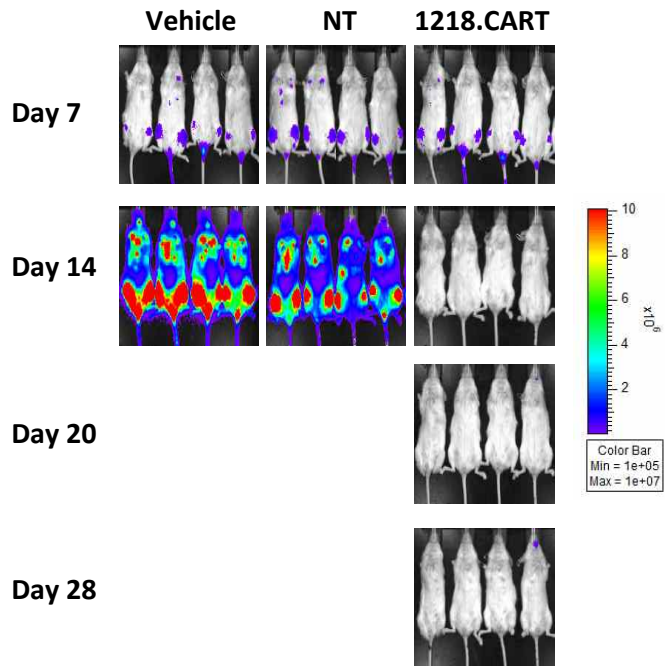 Vehicle NT 1218.CART
Day 7
Day 14
10
8
6
4
2
x10^6
Day 20
Color Bar
Min = 1e+05
Max = 1e+07
Day 28